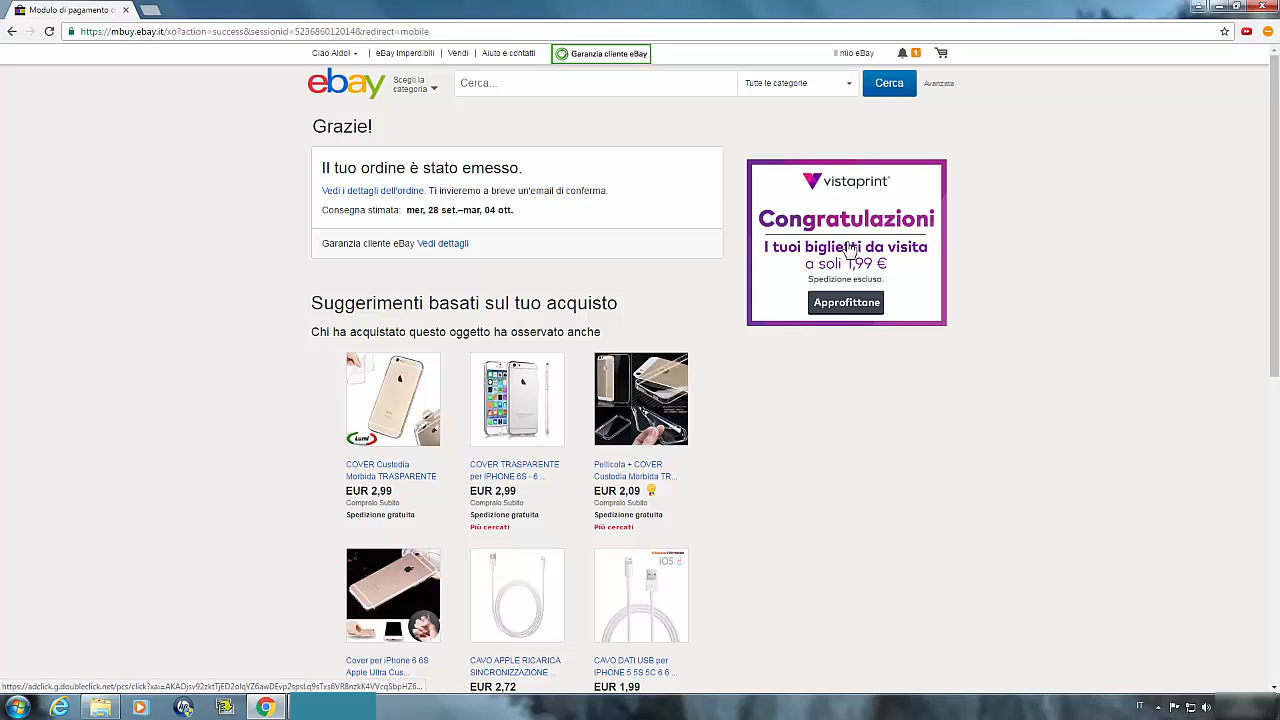 Modulo di pagamento c
https://mbuy.ebay.it/xo?action=success&sessionid=523686012014&redirect=mobile
Ciao Aldo!
eBay Imperdibili
Vendi
Aiuto e contatti
Garanzia cliente eBay
Il mio eBay
1
ebay
Scegli la
categoria
Cerca...
Tutte le categorie
Cerca
Avanzata
Grazie!
Il tuo ordine è stato emesso.
Vedi i dettagli dell'ordine. Ti invieremo a breve un'email di conferma.
Consegna stimata: mer, 28 set.–mar, 04 ott.
Garanzia cliente eBay Vedi dettagli
vistaprint
Congratulazioni
I tuoi biglietti da visita
a soli 1,99 €
Spedizione esclusa.
Approfittane
Suggerimenti basati sul tuo acquisto
Chi ha acquistato questo oggetto ha osservato anche
Lumi
COVER Custodia
Morbida TRASPARENTE
EUR 2,99
Compralo Subito
Spedizione gratuita
COVER TRASPARENTE
per IPHONE 6S - 6 ...
EUR 2,99
Compralo Subito
Spedizione gratuita
Più cercati
Pellicola + COVER
Custodia Morbida TR...
EUR 2,09
Compralo Subito
Spedizione gratuita
Più cercati
iOS 8
Cover per iPhone 6 6S
Apple Ultra Cus...
CAVO APPLE RICARICA
SINCRONIZZAZIONE ...
EUR 2,72
CAVO DATI USB per
IPHONE 5 5S 5C 6 6 ...
EUR 1,99
IT